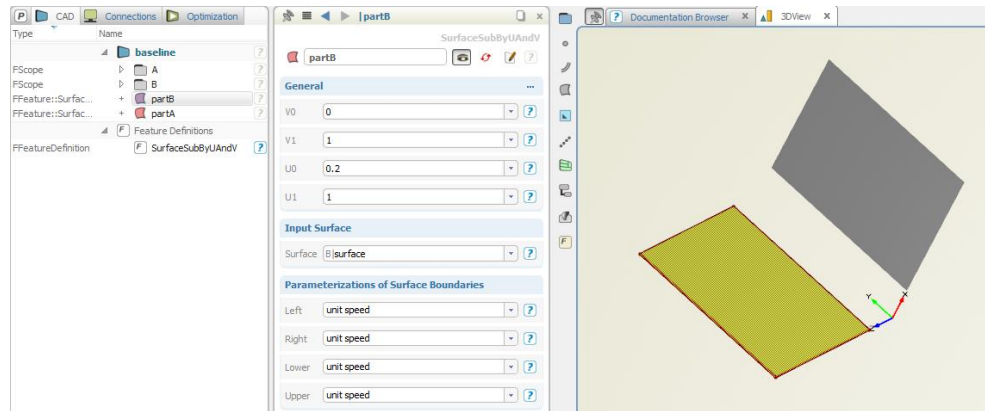 P CAD Connections Optimization
Type Name
baseline ?
FScope A ?
FScope B ?
FFeature::Surfac... + partB ?
FFeature::Surfac... + partA ?
F Feature Definitions
FFeatureDefinition F SurfaceSubByUAndV ?
|partB x
SurfaceSubByUAndV
partB ?
General ...
V0 0 ?
V1 1 ?
U0 0.2 ?
U1 1 ?
Input Surface
Surface B|surface ?
Parameterizations of Surface Boundaries
Left unit speed ?
Right unit speed ?
Lower unit speed ?
Upper unit speed ?
F
? Documentation Browser X 3DView X
Y X